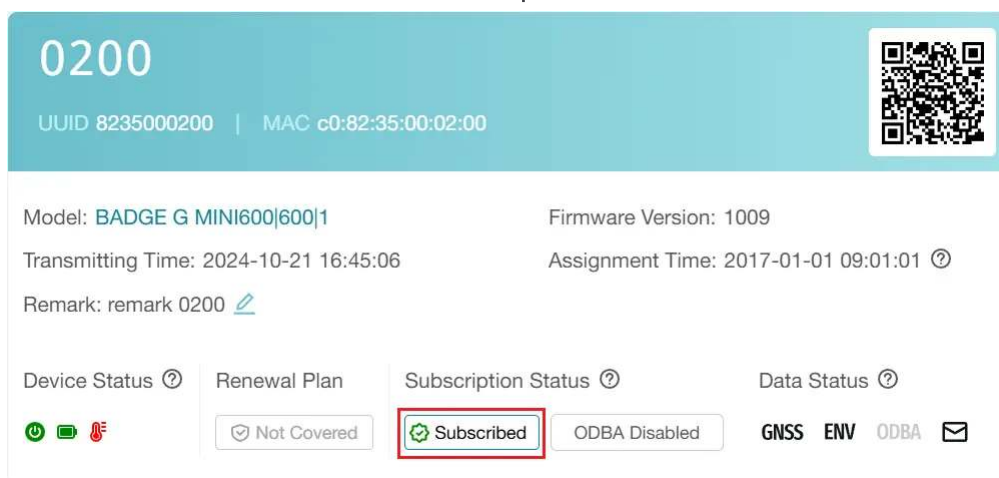 0200
UUID 8235000200 | MAC c0:82:35:00:02:00
Model: BADGE G MINI600|600|1
Firmware Version: 1009
Transmitting Time: 2024-10-21 16:45:06
Assignment Time: 2017-01-01 09:01:01
Remark: remark 0200
Device Status
Renewal Plan
Subscription Status
Data Status
Not Covered
Subscribed
ODBA Disabled
GNSS ENV ODBA